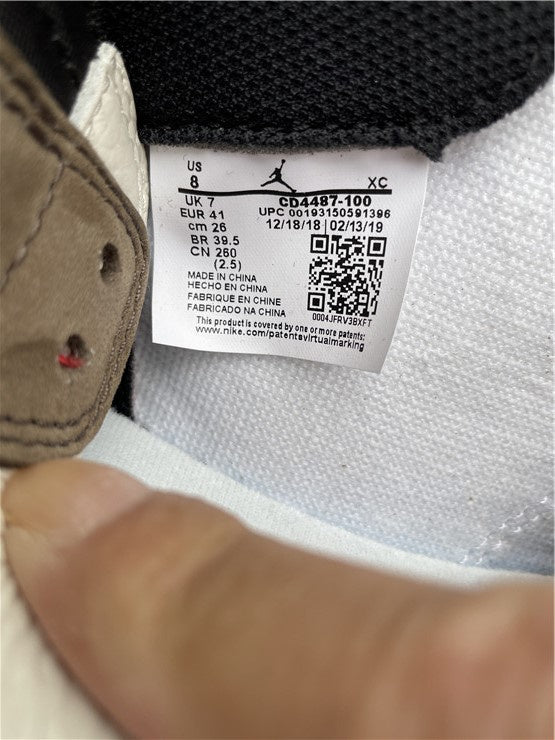 US
8 XC
UK 7 CD4487-100
EUR 41 UPC 00193150591396
cm 26 12/18/18 | 02/13/19
BR 39.5
CN 260
(2.5)
MADE IN CHINA
HECHO EN CHINA
FABRIQUE EN CHINE
FABRICADO NA CHINA
0004JFRV3BXFT
This product is covered by one or more patents:
www.nike.com/patentsvirtualmarking